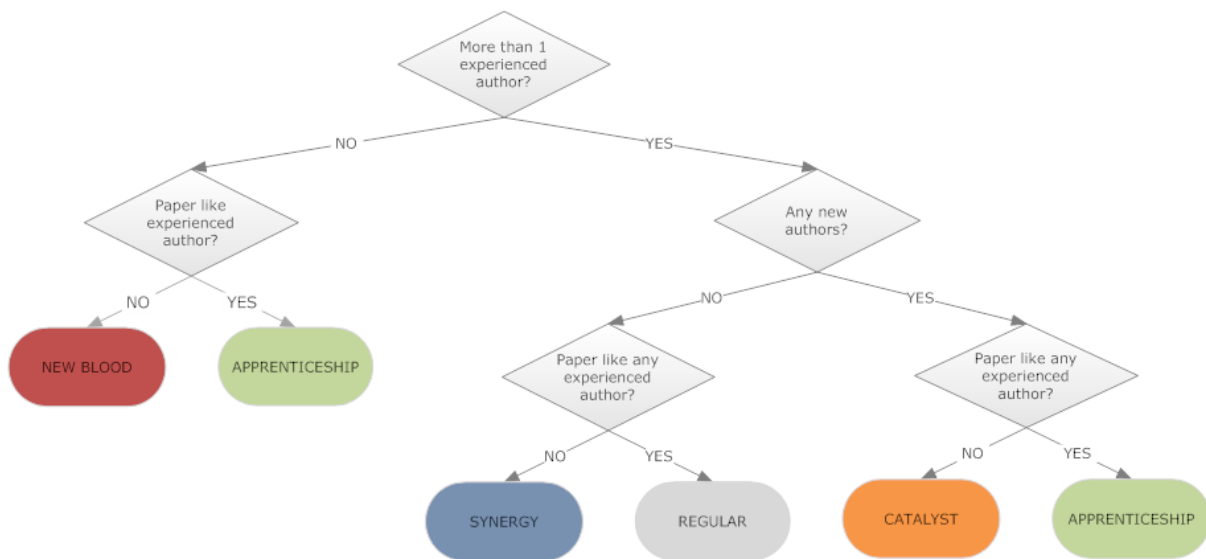 More than 1
experienced
author?
NO
YES
Paper like
experienced
author?
Any new
authors?
NO
YES
NO
YES
NEW BLOOD
APPRENTICESHIP
Paper like any
experienced
author?
Paper like any
experienced
author?
NO
YES
NO
YES
SYNERGY
REGULAR
CATALYST
APPRENTICESHIP